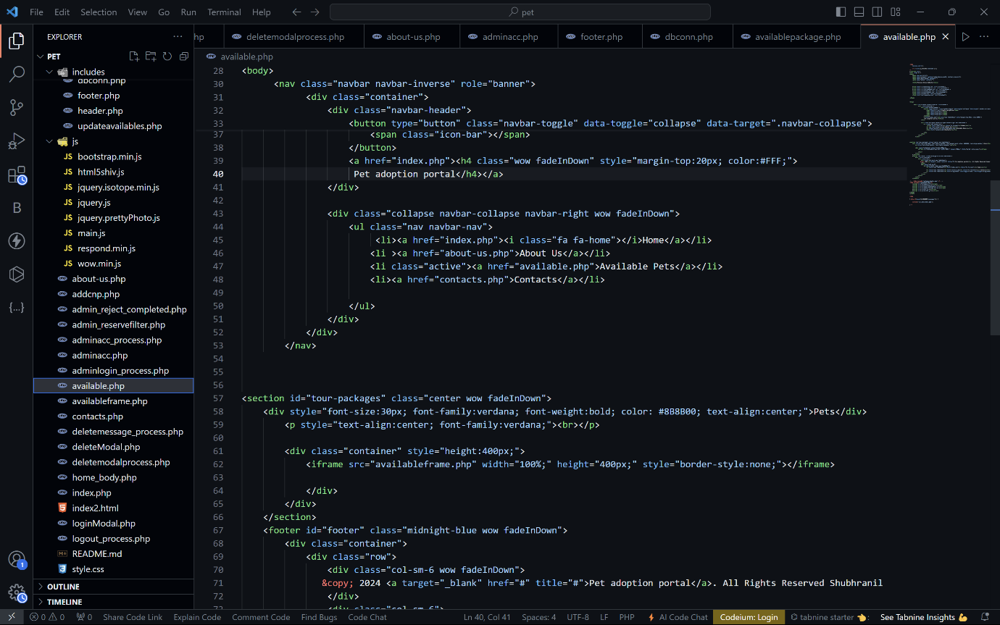 File Edit Selection View Go Run Terminal Help
pet
EXPLORER
hp deletemodalprocess.php about-us.php adminacc.php footer.php dbconn.php availablepackage.php available.php
PET
includes
dbconn.php
footer.php
header.php
updateavailables.php
js
JS bootstrap.min.js
JS html5shiv.js
JS jquery.isotope.min.js
JS jquery.js
JS jquery.prettyPhoto.js
JS main.js
JS respond.min.js
JS wow.min.js
about-us.php
addcnp.php
admin_reject_completed.php
admin_reservefilter.php
adminacc_process.php
adminacc.php
adminlogin_process.php
available.php
availableframe.php
contacts.php
deletemessage_process.php
deleteModal.php
deletemodalprocess.php
home_body.php
index.php
index2.html
loginModal.php
logout_process.php
README.md
style.css
OUTLINE
TIMELINE
available.php
28 <body>
30 <nav class="navbar navbar-inverse" role="banner">
31 <div class="container">
32 <div class="navbar-header">
33 <button type="button" class="navbar-toggle" data-toggle="collapse" data-target=".navbar-collapse">
37 <span class="icon-bar"></span>
38 </button>
39 <a href="index.php"><h4 class="wow fadeInDown" style="margin-top:20px; color:#FFF;">
40 Pet adoption portal</h4></a>
41 </div>
42
43 <div class="collapse navbar-collapse navbar-right wow fadeInDown">
44 <ul class="nav navbar-nav">
45 <li><a href="index.php"><i class="fa fa-home"></i>Home</a></li>
46 <li ><a href="about-us.php">About Us</a></li>
47 <li class="active"><a href="available.php">Available Pets</a></li>
48 <li><a href="contacts.php">Contacts</a></li>
49
50 </ul>
51 </div>
52 </div>
53 </nav>
54
55
56
57 <section id="tour-packages" class="center wow fadeInDown">
58 <div style="font-size:30px; font-family:verdana; font-weight:bold; color: #8B8B00; text-align:center;">Pets</div>
59 <p style="text-align:center; font-family:verdana;"><br></p>
60
61 <div class="container" style="height:400px;">
62 <iframe src="availableframe.php" width="100%;" height="400px;" style="border-style:none;"></iframe>
63
64 </div>
65 </div>
66 </section>
67 <footer id="footer" class="midnight-blue wow fadeInDown">
68 <div class="container">
69 <div class="row">
70 <div class="col-sm-6 wow fadeInDown">
71 &copy; 2024 <a target="_blank" href="#" title="#">Pet adoption portal</a>. All Rights Reserved Shubhranil
72 </div>
73 <div class="col-sm-6">
0 0 0 Share Code Link Explain Code Comment Code Find Bugs Code Chat Ln 40, Col 41 Spaces: 4 UTF-8 LF PHP AI Code Chat Codeium: Login tabnine starter See Tabnine Insights